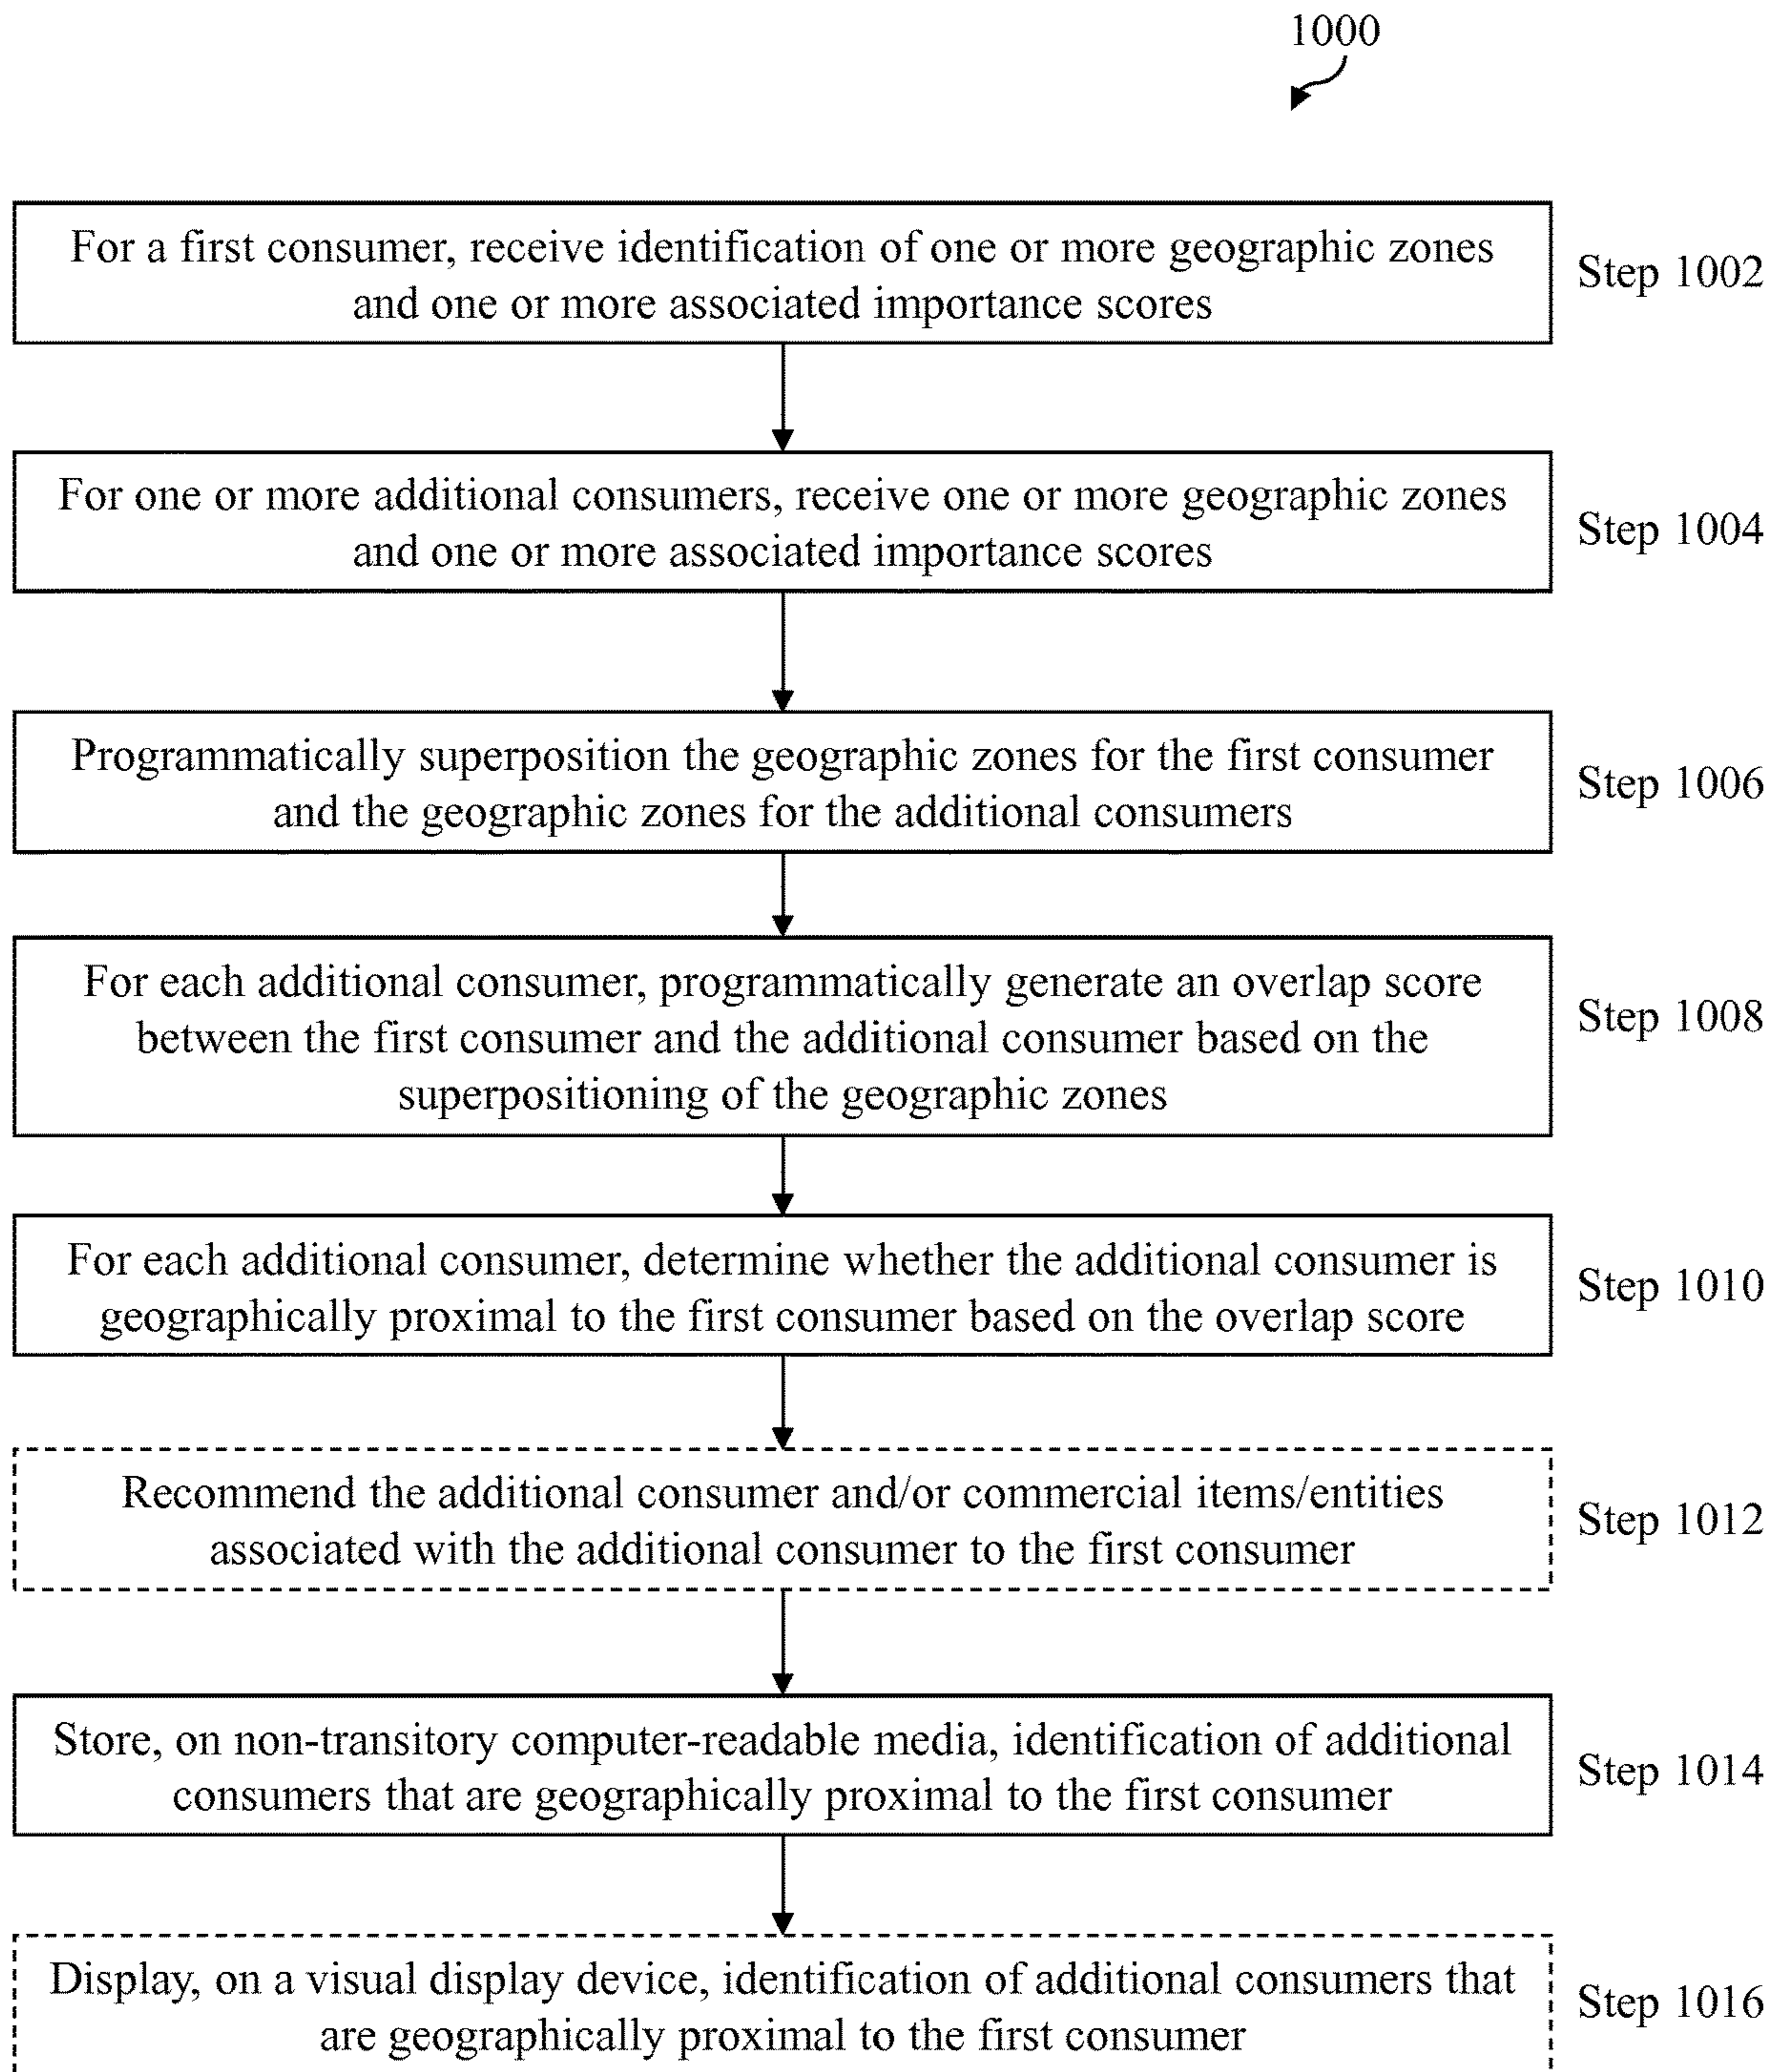 1000
For a first consumer, receive identification of one or more geographic zones
and one or more associated importance scores
Step 1002
For one or more additional consumers, receive one or more geographic zones
and one or more associated importance scores
Step 1004
Programmatically superposition the geographic zones for the first consumer
and the geographic zones for the additional consumers
Step 1006
For each additional consumer, programmatically generate an overlap score
between the first consumer and the additional consumer based on the
superpositioning of the geographic zones
Step 1008
For each additional consumer, determine whether the additional consumer is
geographically proximal to the first consumer based on the overlap score
Step 1010
Recommend the additional consumer and/or commercial items/entities
associated with the additional consumer to the first consumer
Step 1012
Store, on non-transitory computer-readable media, identification of additional
consumers that are geographically proximal to the first consumer
Step 1014
Display, on a visual display device, identification of additional consumers that
are geographically proximal to the first consumer
Step 1016